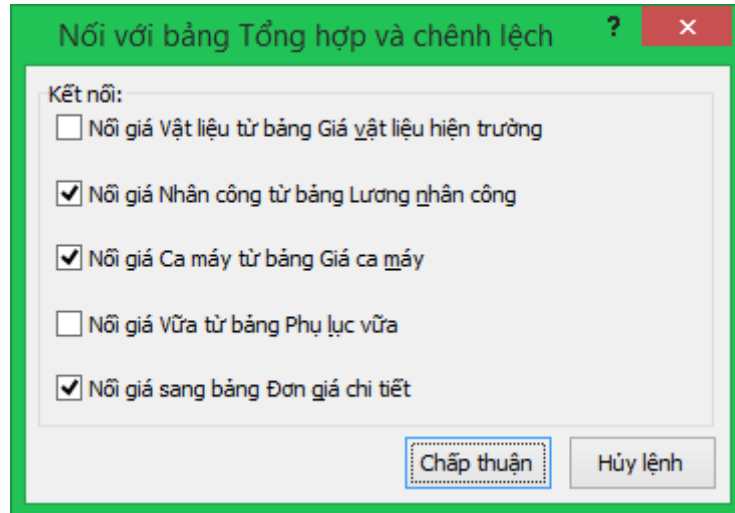 Nối với bảng Tổng hợp và chênh lệch ?
Kết nối:
Nối giá Vật liệu từ bảng Giá vật liệu hiện trường
Nối giá Nhân công từ bảng Lương nhân công
Nối giá Ca máy từ bảng Giá ca máy
Nối giá Vữa từ bảng Phụ lục vữa
Nối giá sang bảng Đơn giá chi tiết
Chấp thuận Hủy lệnh